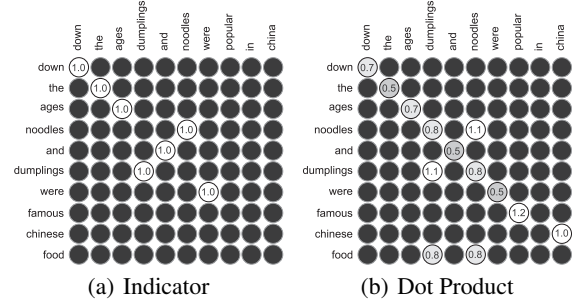 down the ages dumplings and noodles were popular in china
down 1.0
the 1.0
ages 1.0
noodles 1.0
and 1.0
dumplings 1.0
were 1.0
famous
chinese
food
(a) Indicator
down the ages dumplings and noodles were popular in china
down 0.7
the 0.5
ages 0.7
noodles 0.8 1.1
and 0.5
dumplings 1.1 0.8
were 0.5
famous 1.2
chinese 1.0
food 0.8 0.8
(b) Dot Product